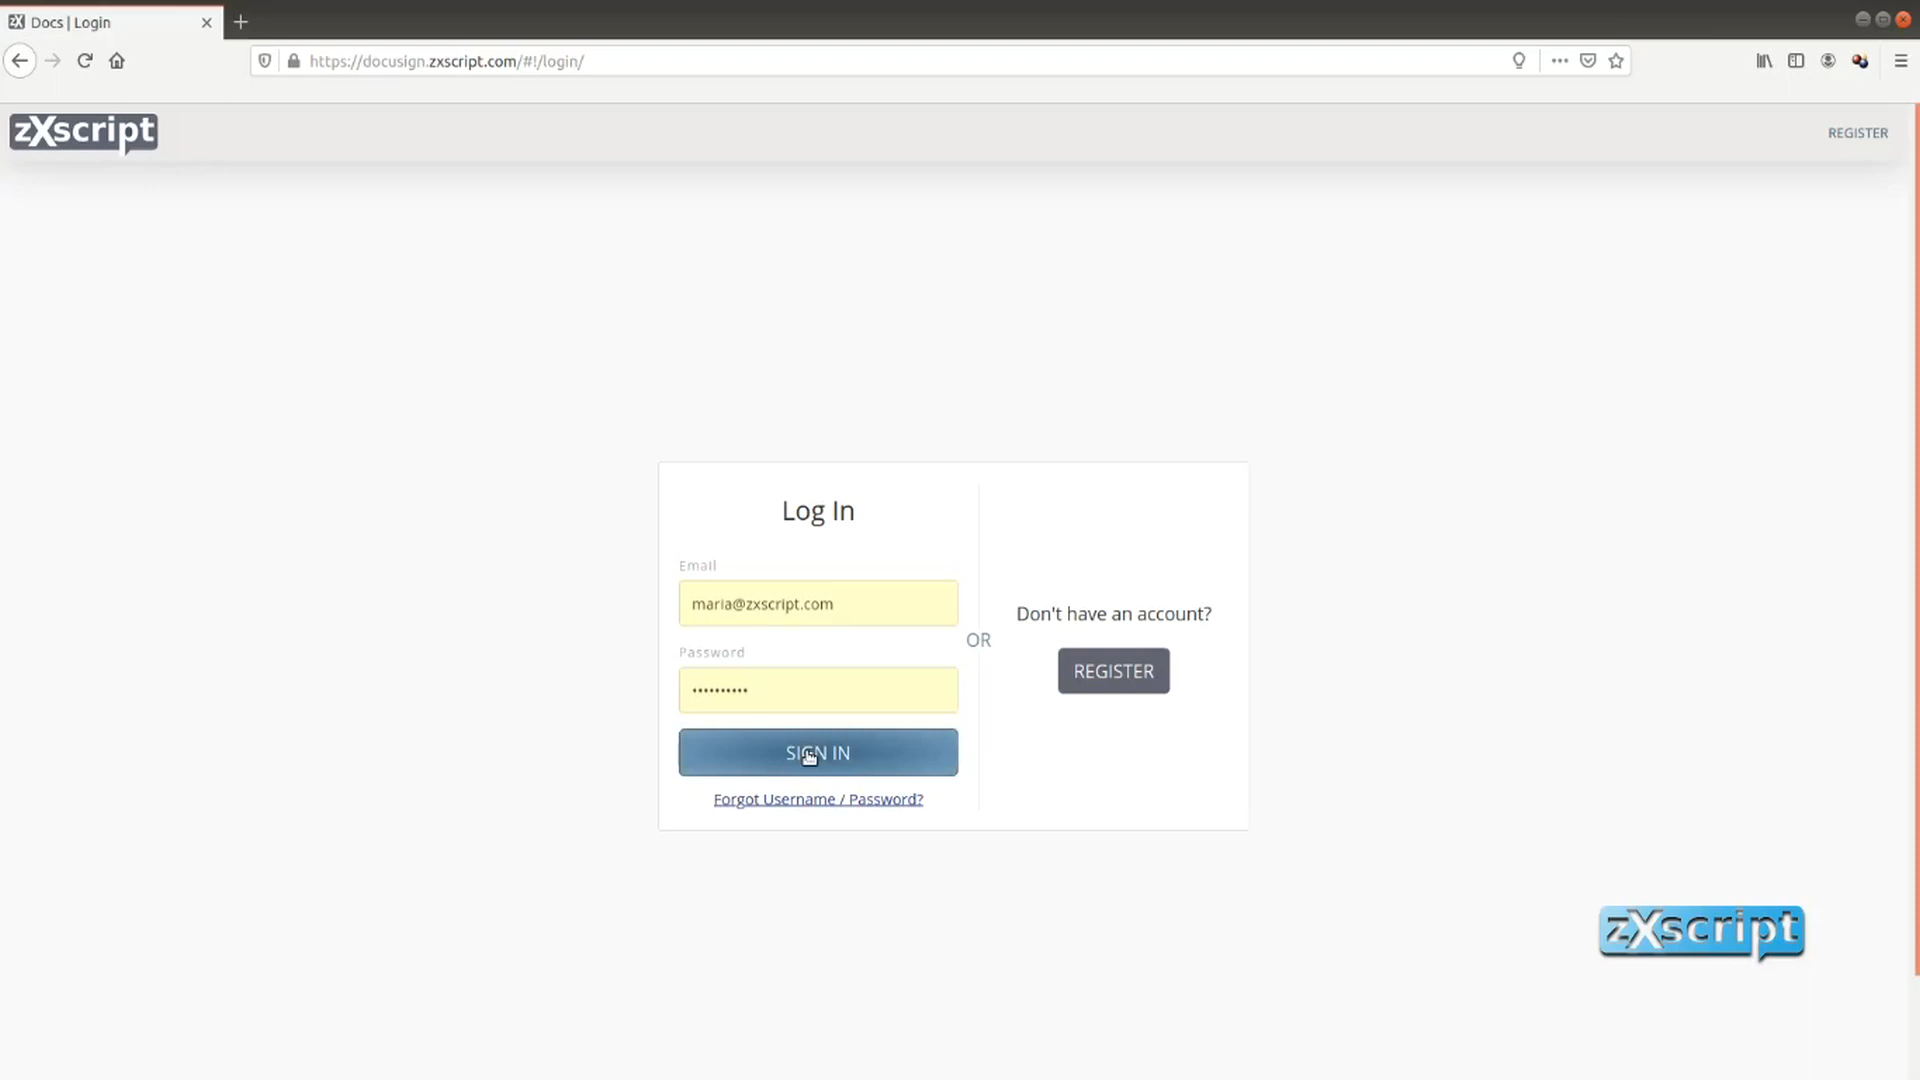 zX Docs | Login
https://docusign.zxscript.com/#!/login/
zXscript
REGISTER
Log In
Email
maria@zxscript.com
Password
••••••••••
SIGN IN
Forgot Username / Password?
OR
Don't have an account?
REGISTER
zXscript